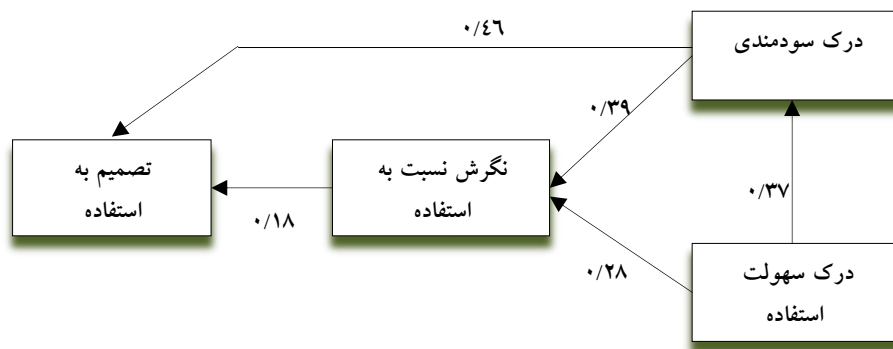 ۰/٤٦
درک سودمندی
۰/۳۹
تصمیم به
استفاده
نگرش نسبت به
استفاده
۰/۳۷
۰/۱۸
۰/۲۸
درک سهولت
استفاده